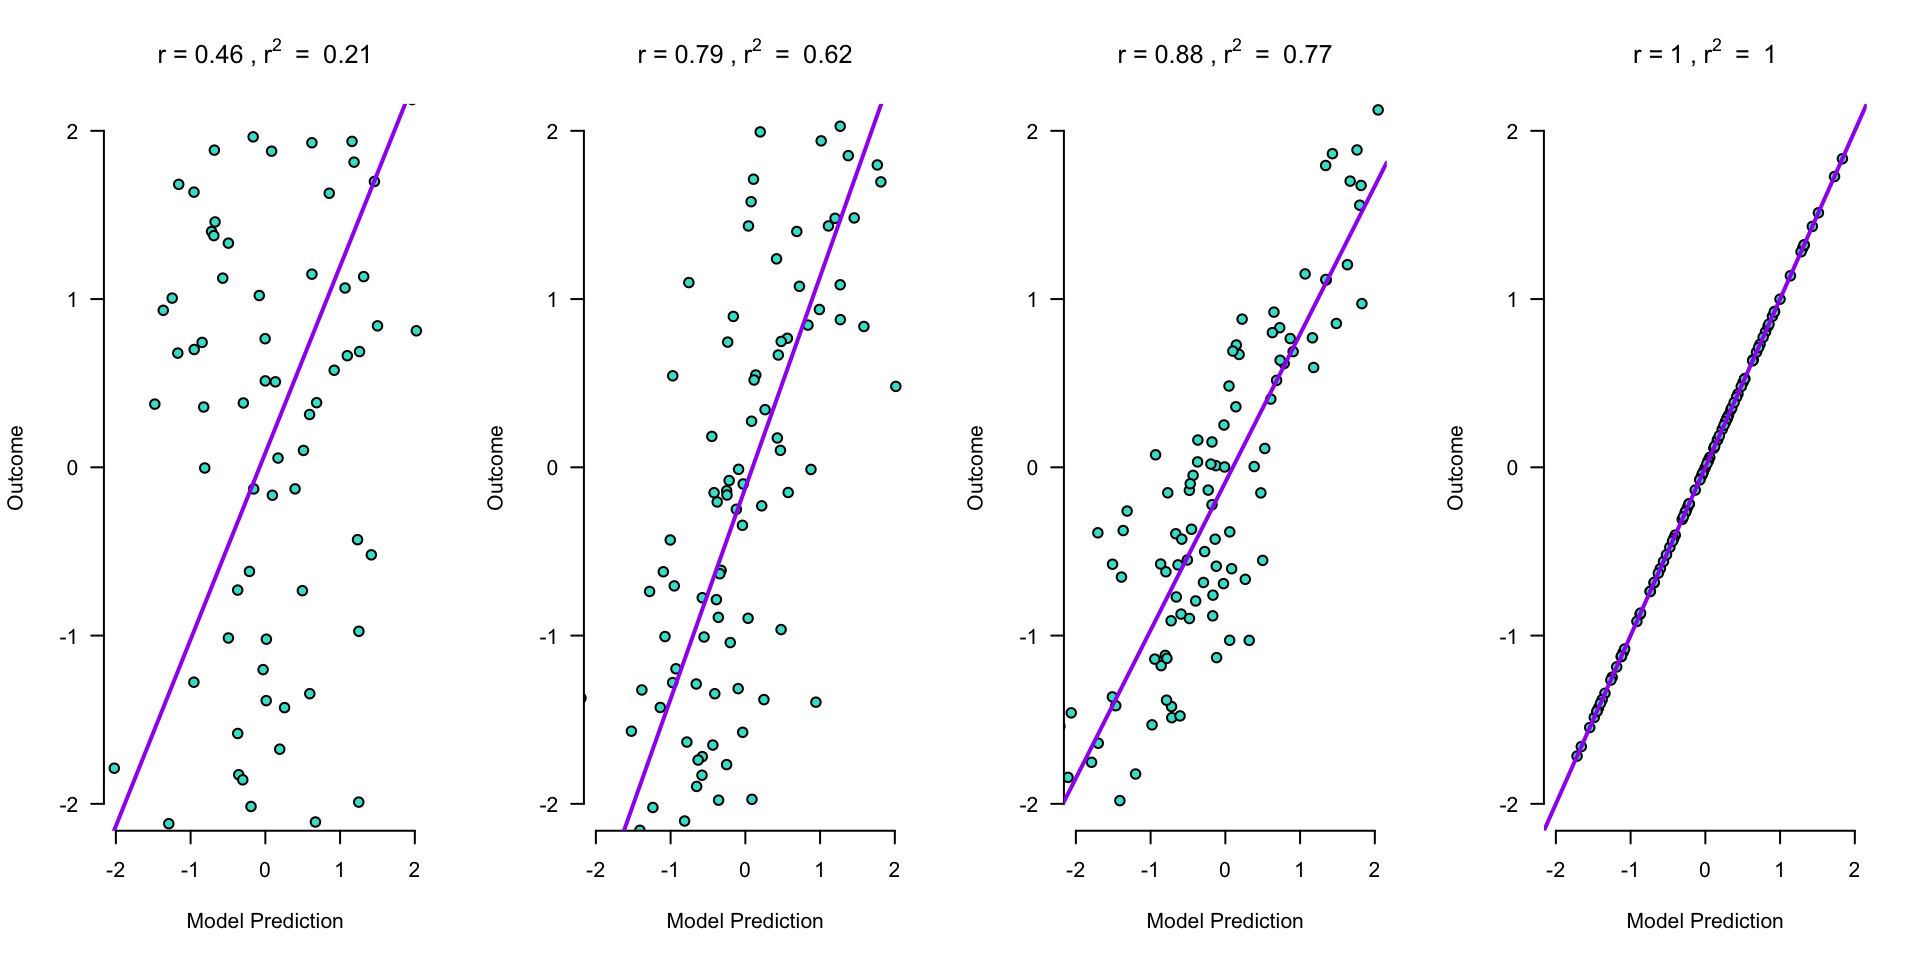 r = 0.46 , r² = 0.21
2
1
0
-1
-2
Outcome
-2 -1 0 1 2
Model Prediction
r = 0.79 , r² = 0.62
2
1
0
-1
-2
Outcome
-2 -1 0 1 2
Model Prediction
r = 0.88 , r² = 0.77
2
1
0
-1
-2
Outcome
-2 -1 0 1 2
Model Prediction
r = 1 , r² = 1
2
1
0
-1
-2
Outcome
-2 -1 0 1 2
Model Prediction